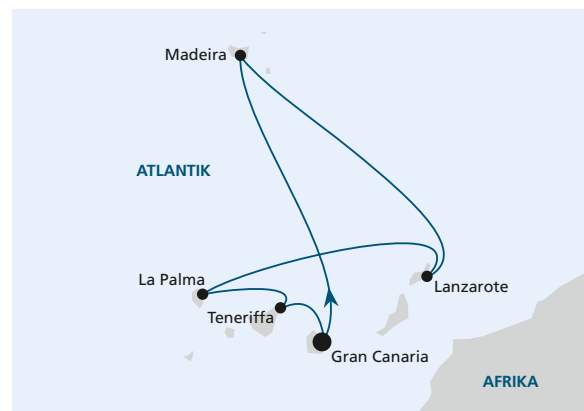 Madeira
ATLANTIK
La Palma
Lanzarote
Teneriffa
Gran Canaria
AFRIKA